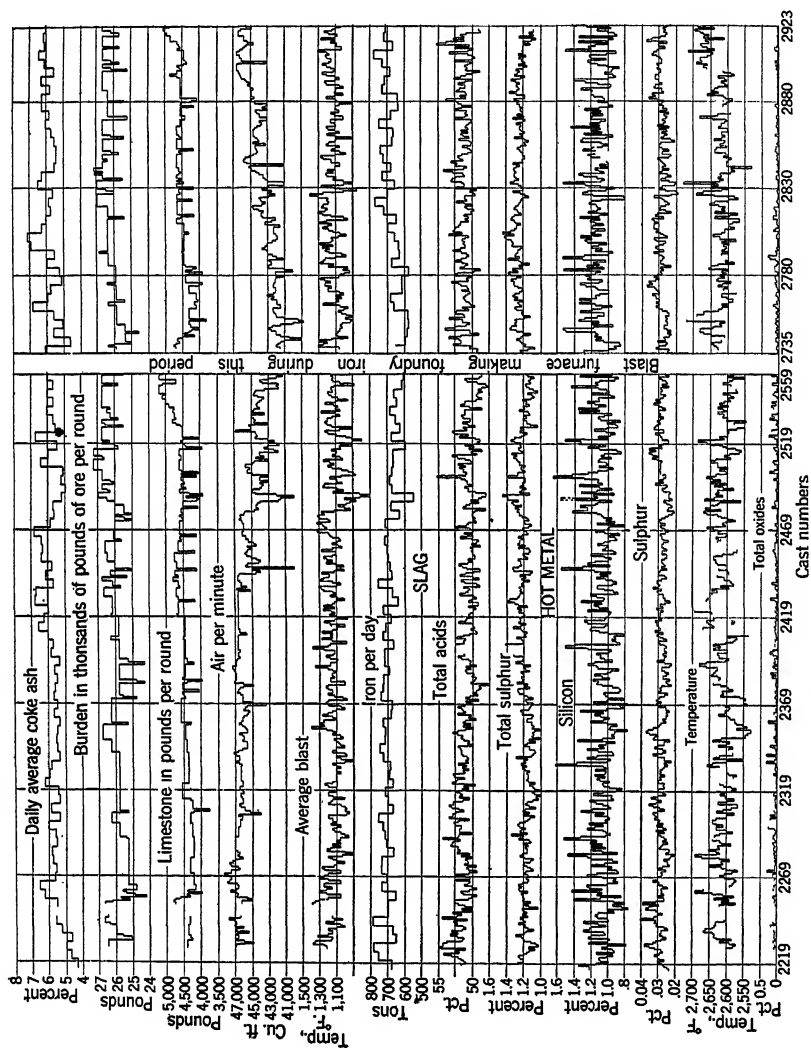 Percent
8
7
6
5
4
Daily average coke ash
Pounds
27
26
25
24
Burden in thonsands of pounds of ore per round
Pounds
5,000
4,500
4,000
3,500
Limestone in pounds per round
Cu. ft.
47,000
45,000
43,000
41,000
Air per minute
Temp., °F.
1,500
1,300
1,100
Average blast
Tons
800
700
600
500
Iron per day
SLAG
Pct.
55
50
Total acids
Percent
1.6
1.4
1.2
1.0
Total sulphur
HOT METAL
Percent
1.6
1.4
1.2
1.0
.8
Silicon
Pct.
0.04
.03
.02
Sulphur
Temp., °F.
2,700
2,650
2,600
2,550
Temperature
Pct.
0.5
0
Total oxides
Blast furnace making foundry iron during this period
2219 2269 2319 2369 2419 2469 2519 2559 2735 2780 2830 2880 2923
Cast numbers